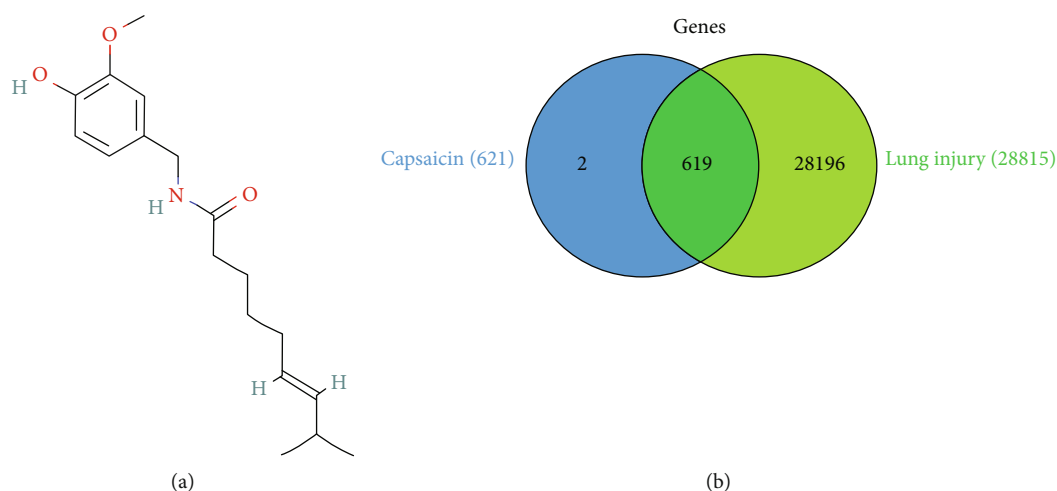 O
H
O
N
H
O
H
H
(a)
Genes
Capsaicin (621)
2
619
28196
Lung injury (28815)
(b)